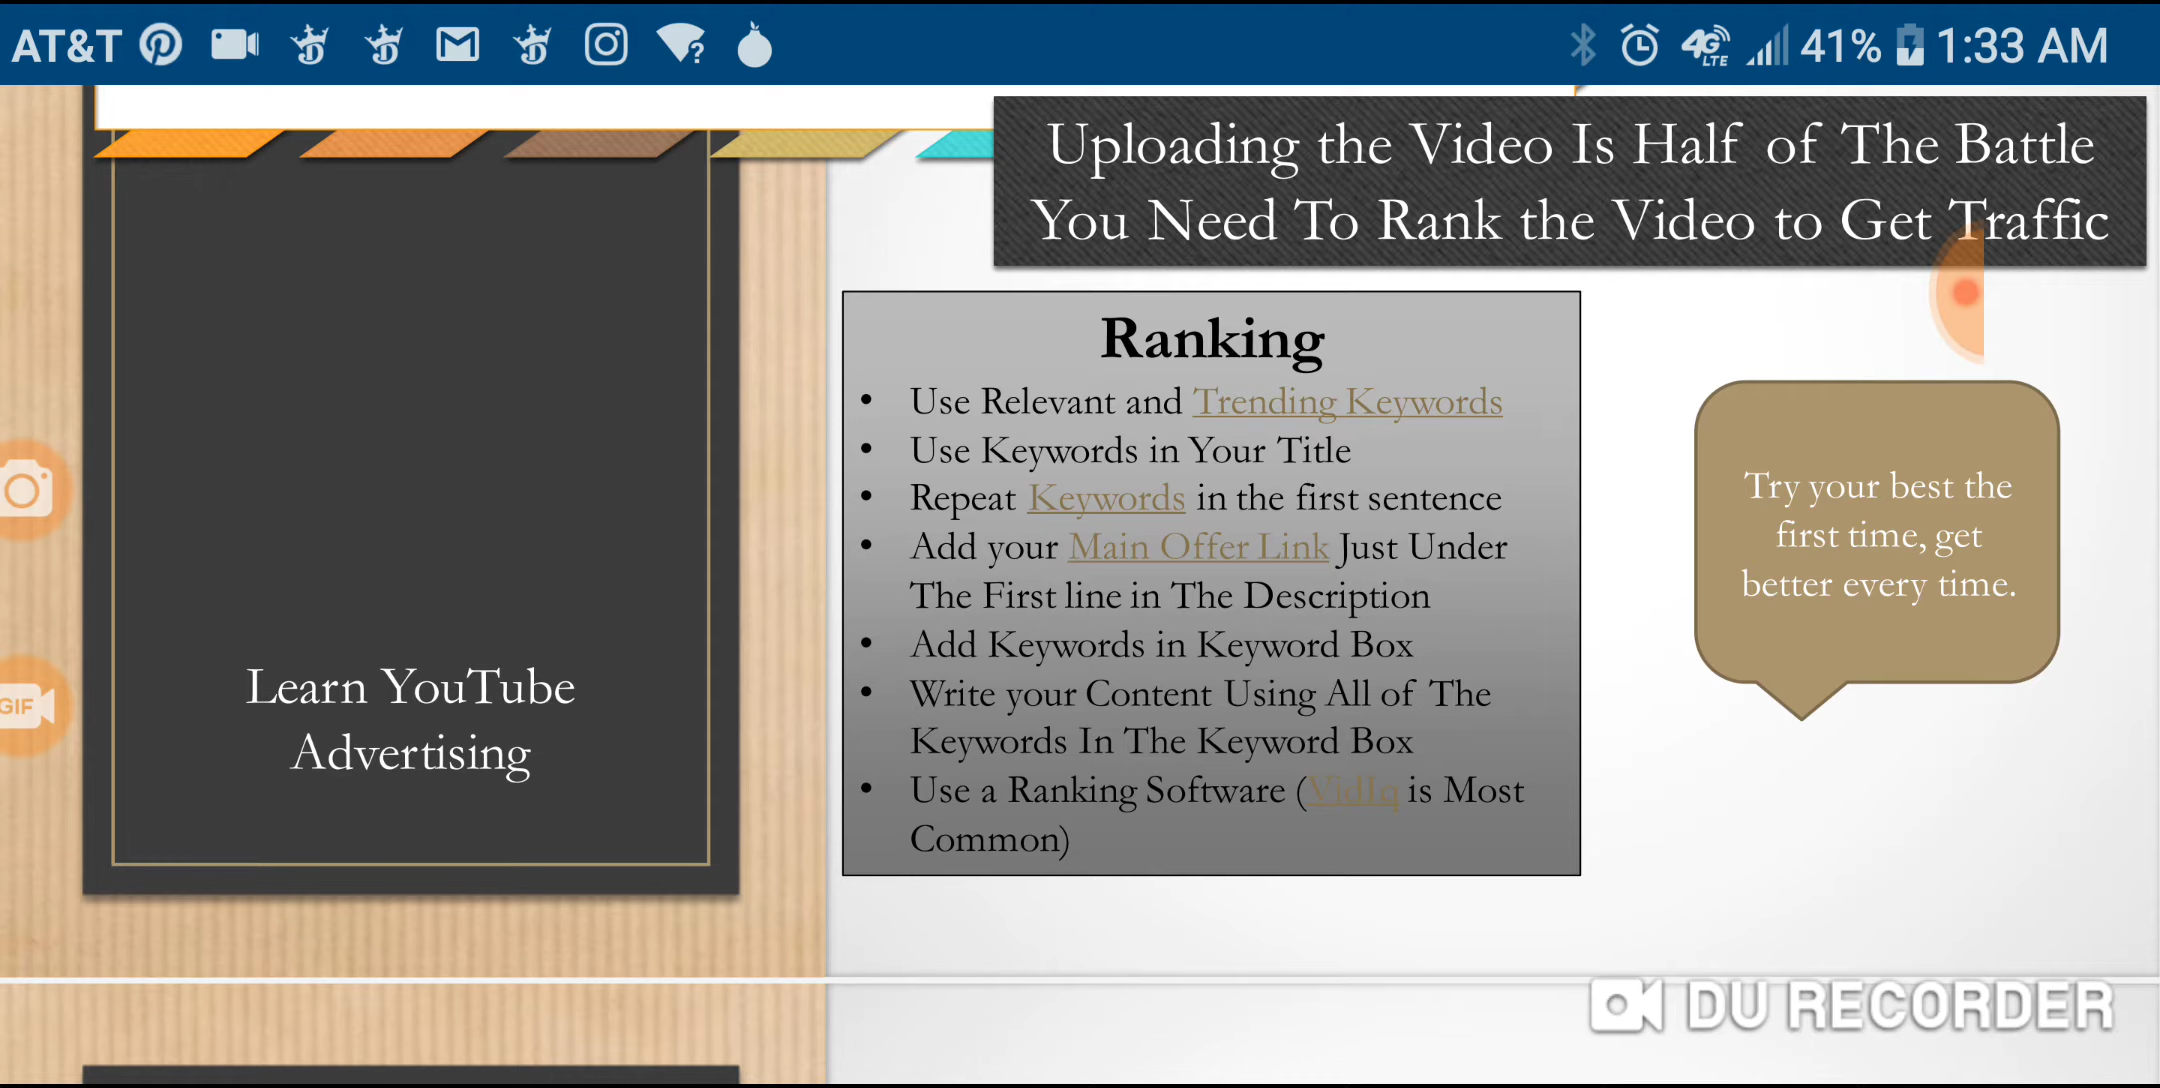 AT&T
41%
1:33 AM
Uploading the Video Is Half of The Battle
You Need To Rank the Video to Get Traffic
Ranking
• Use Relevant and Trending Keywords
• Use Keywords in Your Title
• Repeat Keywords in the first sentence
• Add your Main Offer Link Just Under
The First line in The Description
• Add Keywords in Keyword Box
• Write your Content Using All of The
Keywords In The Keyword Box
• Use a Ranking Software (VidIq is Most
Common)
Try your best the
first time, get
better every time.
Learn YouTube
Advertising
4G LTE
GIF
DU RECORDER